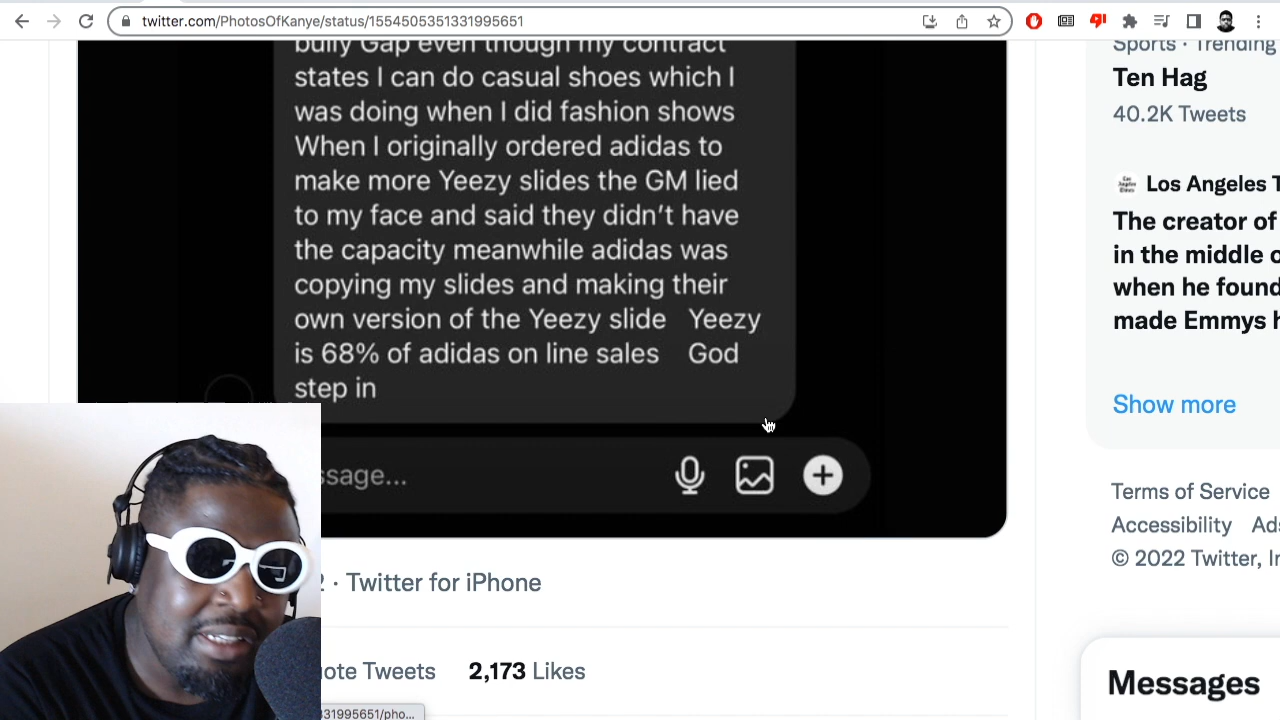 twitter.com/PhotosOfKanye/status/1554505351331995651
bully Gap even though my contract
states I can do casual shoes which I
was doing when I did fashion shows
When I originally ordered adidas to
make more Yeezy slides the GM lied
to my face and said they didn't have
the capacity meanwhile adidas was
copying my slides and making their
own version of the Yeezy slide Yeezy
is 68% of adidas on line sales God
step in
ssage...
2 · Twitter for iPhone
ote Tweets 2,173 Likes
31995651/pho...
Sports · Trending
Ten Hag
40.2K Tweets
Los Angeles T
The creator of
in the middle o
when he found
made Emmys h
Show more
Terms of Service
Accessibility Ad
© 2022 Twitter, In
Messages